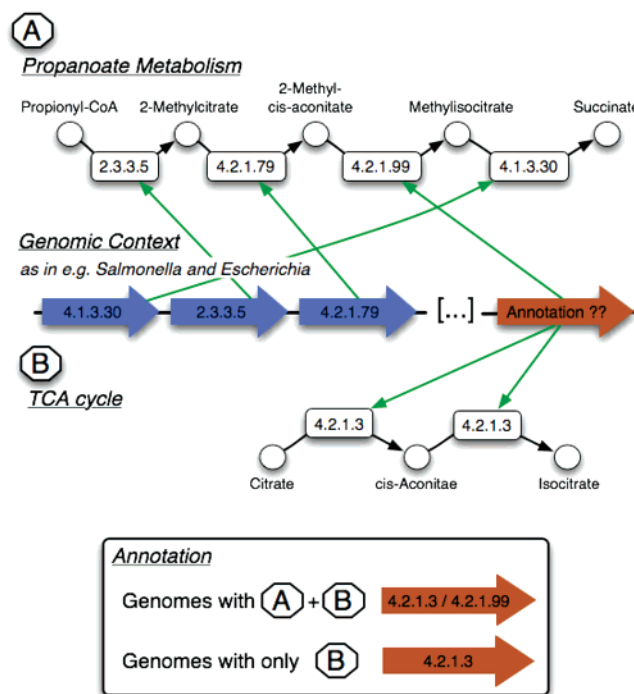 A
Propanoate Metabolism
2-Methyl-
Propionyl-CoA 2-Methylcitrate cis-aconitate Methylisocitrate Succinate
2.3.3.5 4.2.1.79 4.2.1.99 4.1.3.30
Genomic Context
as in e.g. Salmonella and Escherichia
4.1.3.30 2.3.3.5 4.2.1.79 [...] Annotation ??
B
TCA cycle
4.2.1.3 4.2.1.3
Citrate cis-Aconitae Isocitrate
Annotation
Genomes with A + B 4.2.1.3 / 4.2.1.99
Genomes with only B 4.2.1.3